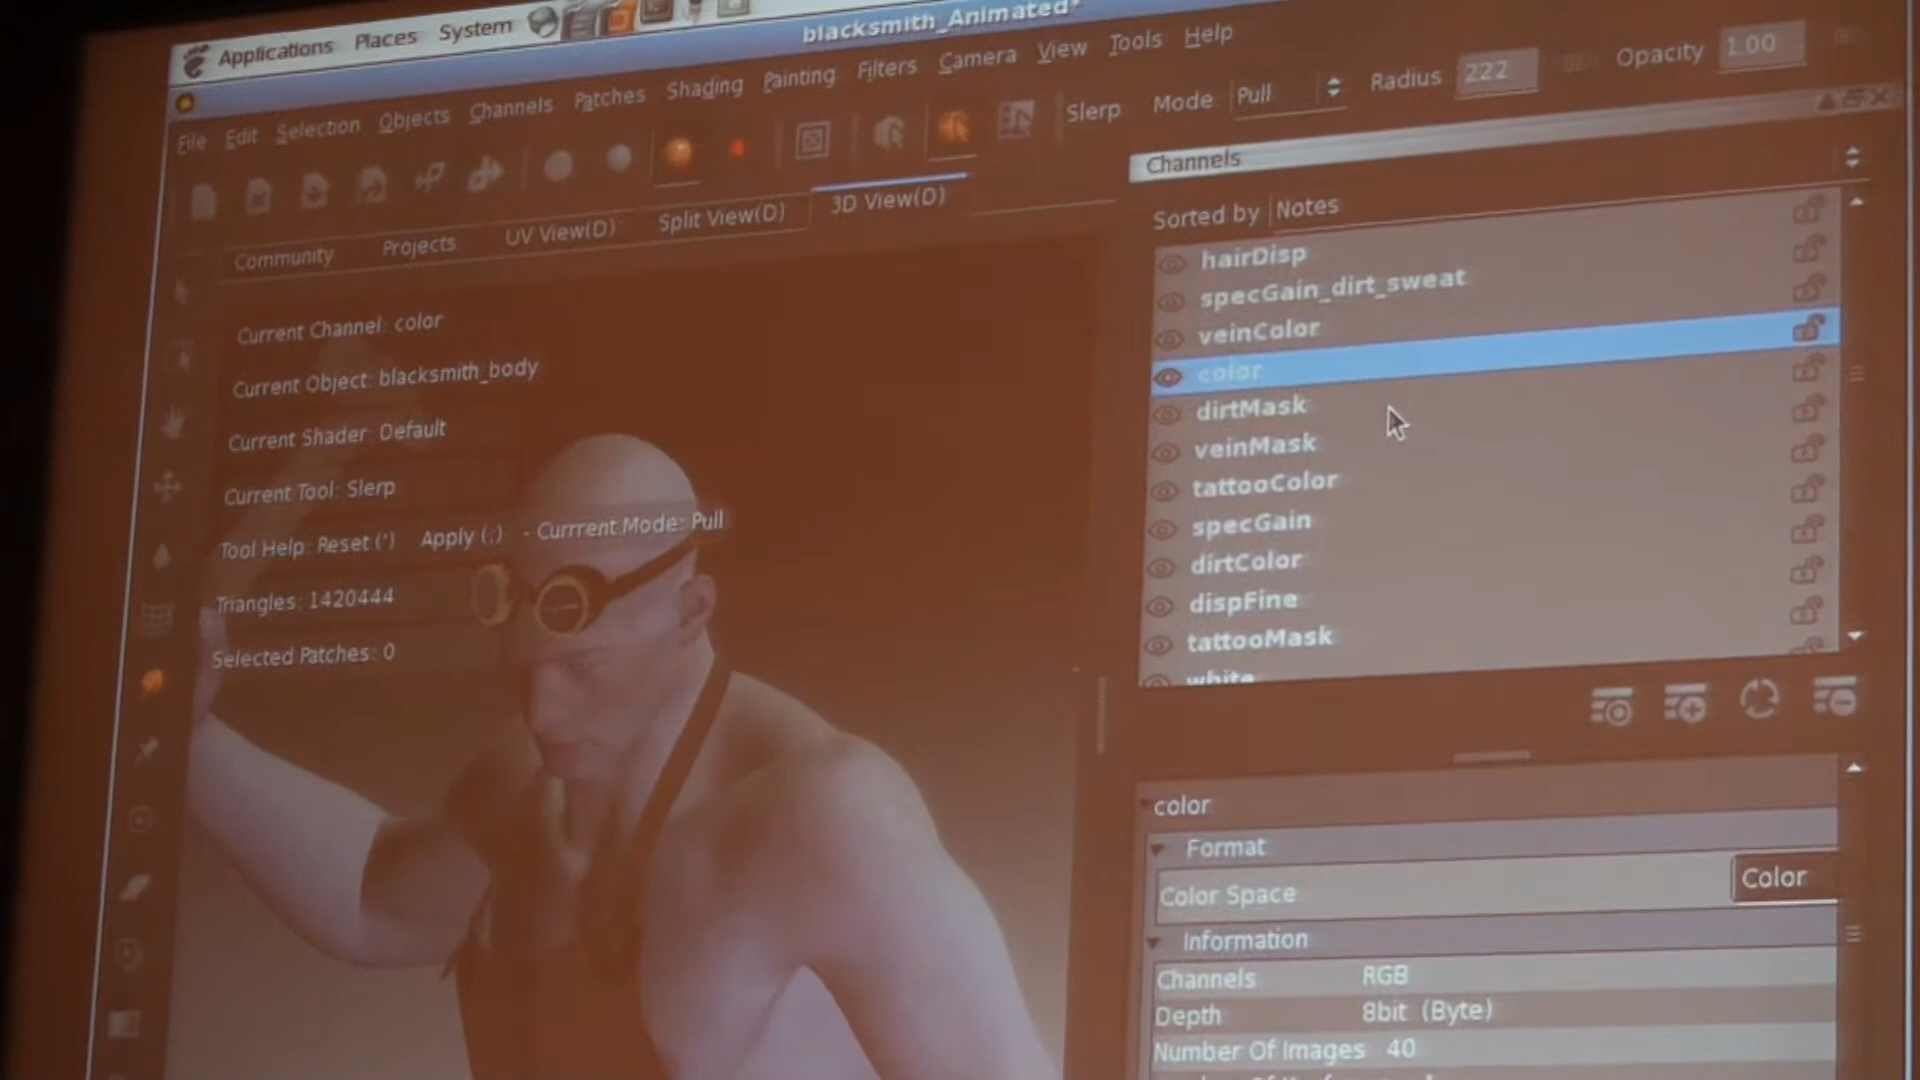 Applications Places System
blacksmith_Animated*
File Edit Selection Objects Channels Patches Shading Painting Filters Camera View Tools Help
Slerp Mode Pull Radius 222 Opacity 1.00
Community Projects UV View(D) Split View(D) 3D View(D)
Current Channel: color
Current Object: blacksmith_body
Current Shader: Default
Current Tool: Slerp
Tool Help: Reset (') Apply (;) - Currrent Mode: Pull
Triangles: 1420444
Selected Patches: 0
Channels
Sorted by Notes
hairDisp
specGain_dirt_sweat
veinColor
color
dirtMask
veinMask
tattooColor
specGain
dirtColor
dispFine
tattooMask
white
color
Format
Color Space Color
Information
Channels RGB
Depth 8bit (Byte)
Number Of Images 40